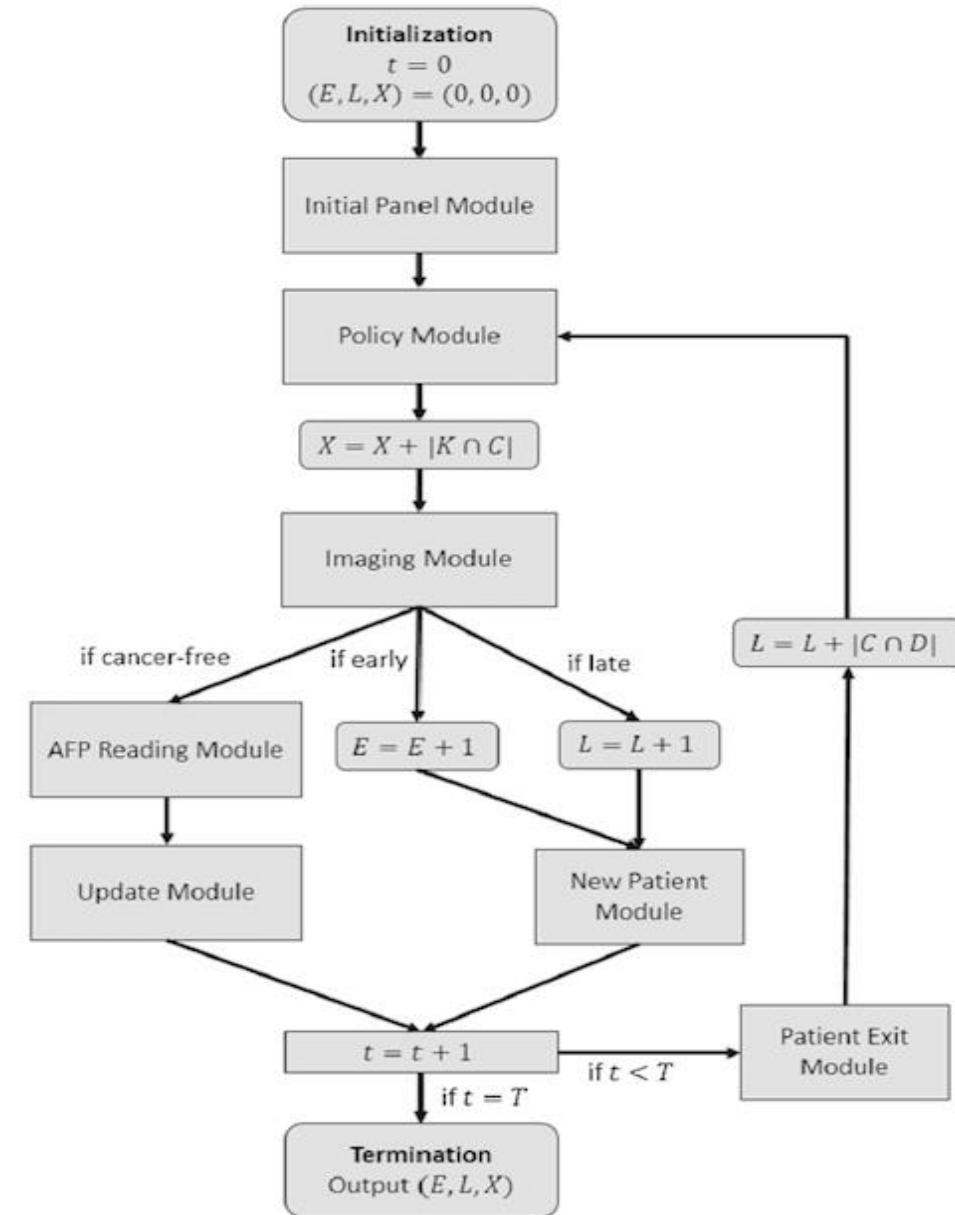 Initialization
t = 0
(E, L, X) = (0, 0, 0)
Initial Panel Module
Policy Module
X = X + |K ∩ C|
Imaging Module
if cancer-free
if early
if late
L = L + |C ∩ D|
AFP Reading Module
E = E + 1
L = L + 1
Update Module
New Patient
Module
t = t + 1
if t < T
Patient Exit
Module
if t = T
Termination
Output (E, L, X)